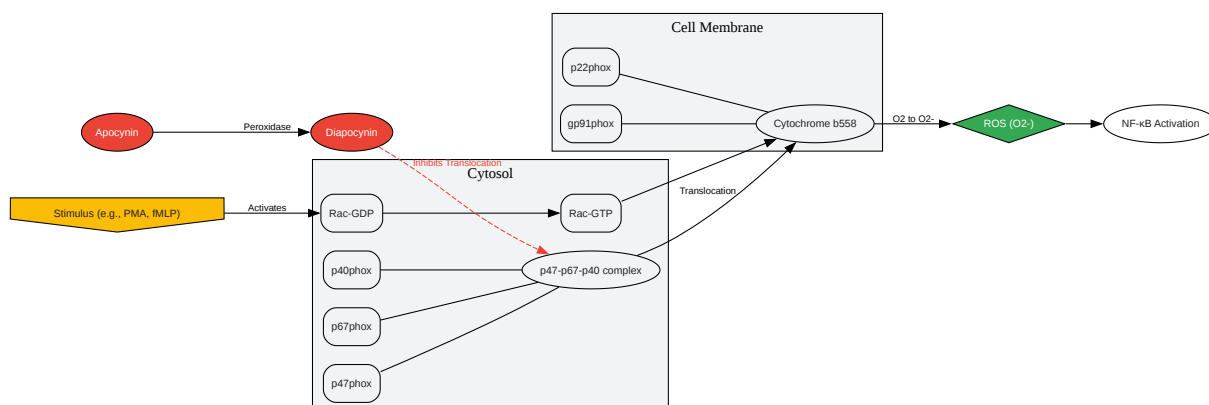 Cell Membrane
p22phox
gp91phox
Cytochrome b558
O2 to O2-
ROS (O2-)
NF-κB Activation
Apocynin
Peroxidase
Diapocynin
Inhibits Translocation
Cytosol
Stimulus (e.g., PMA, fMLP)
Activates
Rac-GDP
Rac-GTP
Translocation
p40phox
p47-p67-p40 complex
p67phox
p47phox